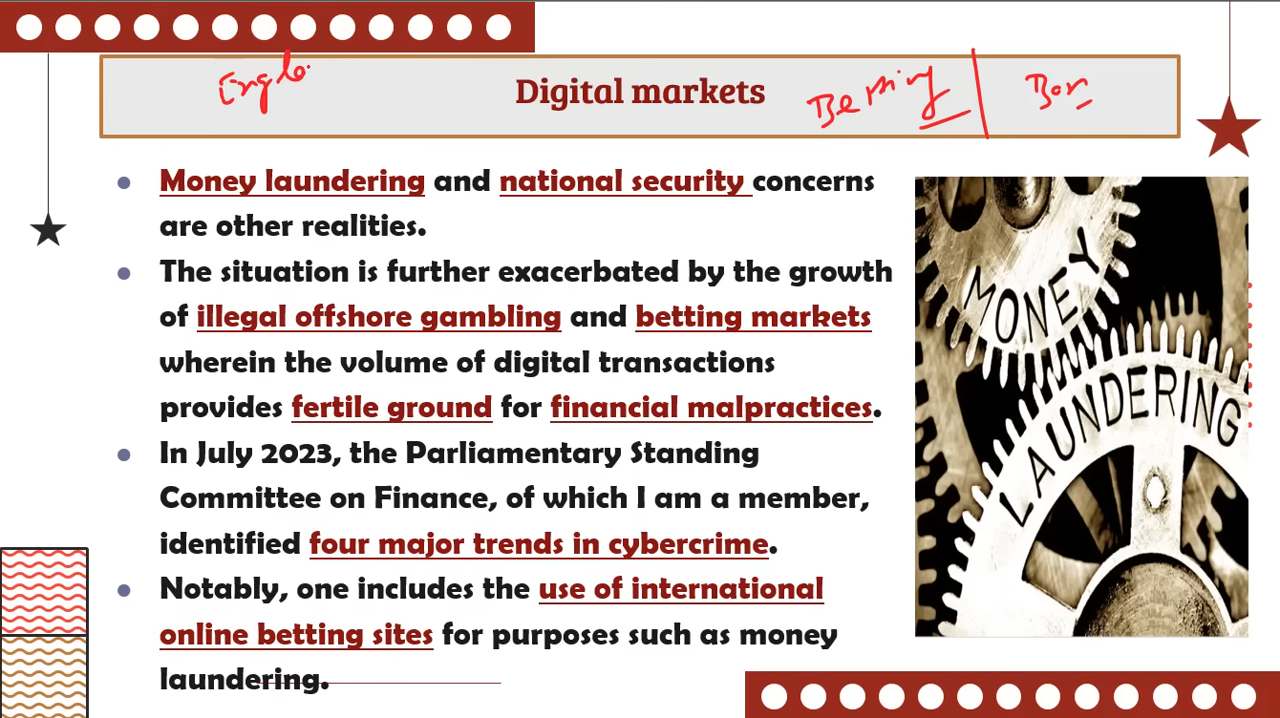 Digital markets
Betting
Ban
Money laundering and national security concerns
are other realities.
The situation is further exacerbated by the growth
of illegal offshore gambling and betting markets
wherein the volume of digital transactions
provides fertile ground for financial malpractices.
In July 2023, the Parliamentary Standing
Committee on Finance, of which I am a member,
identified four major trends in cybercrime.
Notably, one includes the use of international
online betting sites for purposes such as money
laundering.
MONEY
LAUNDERING